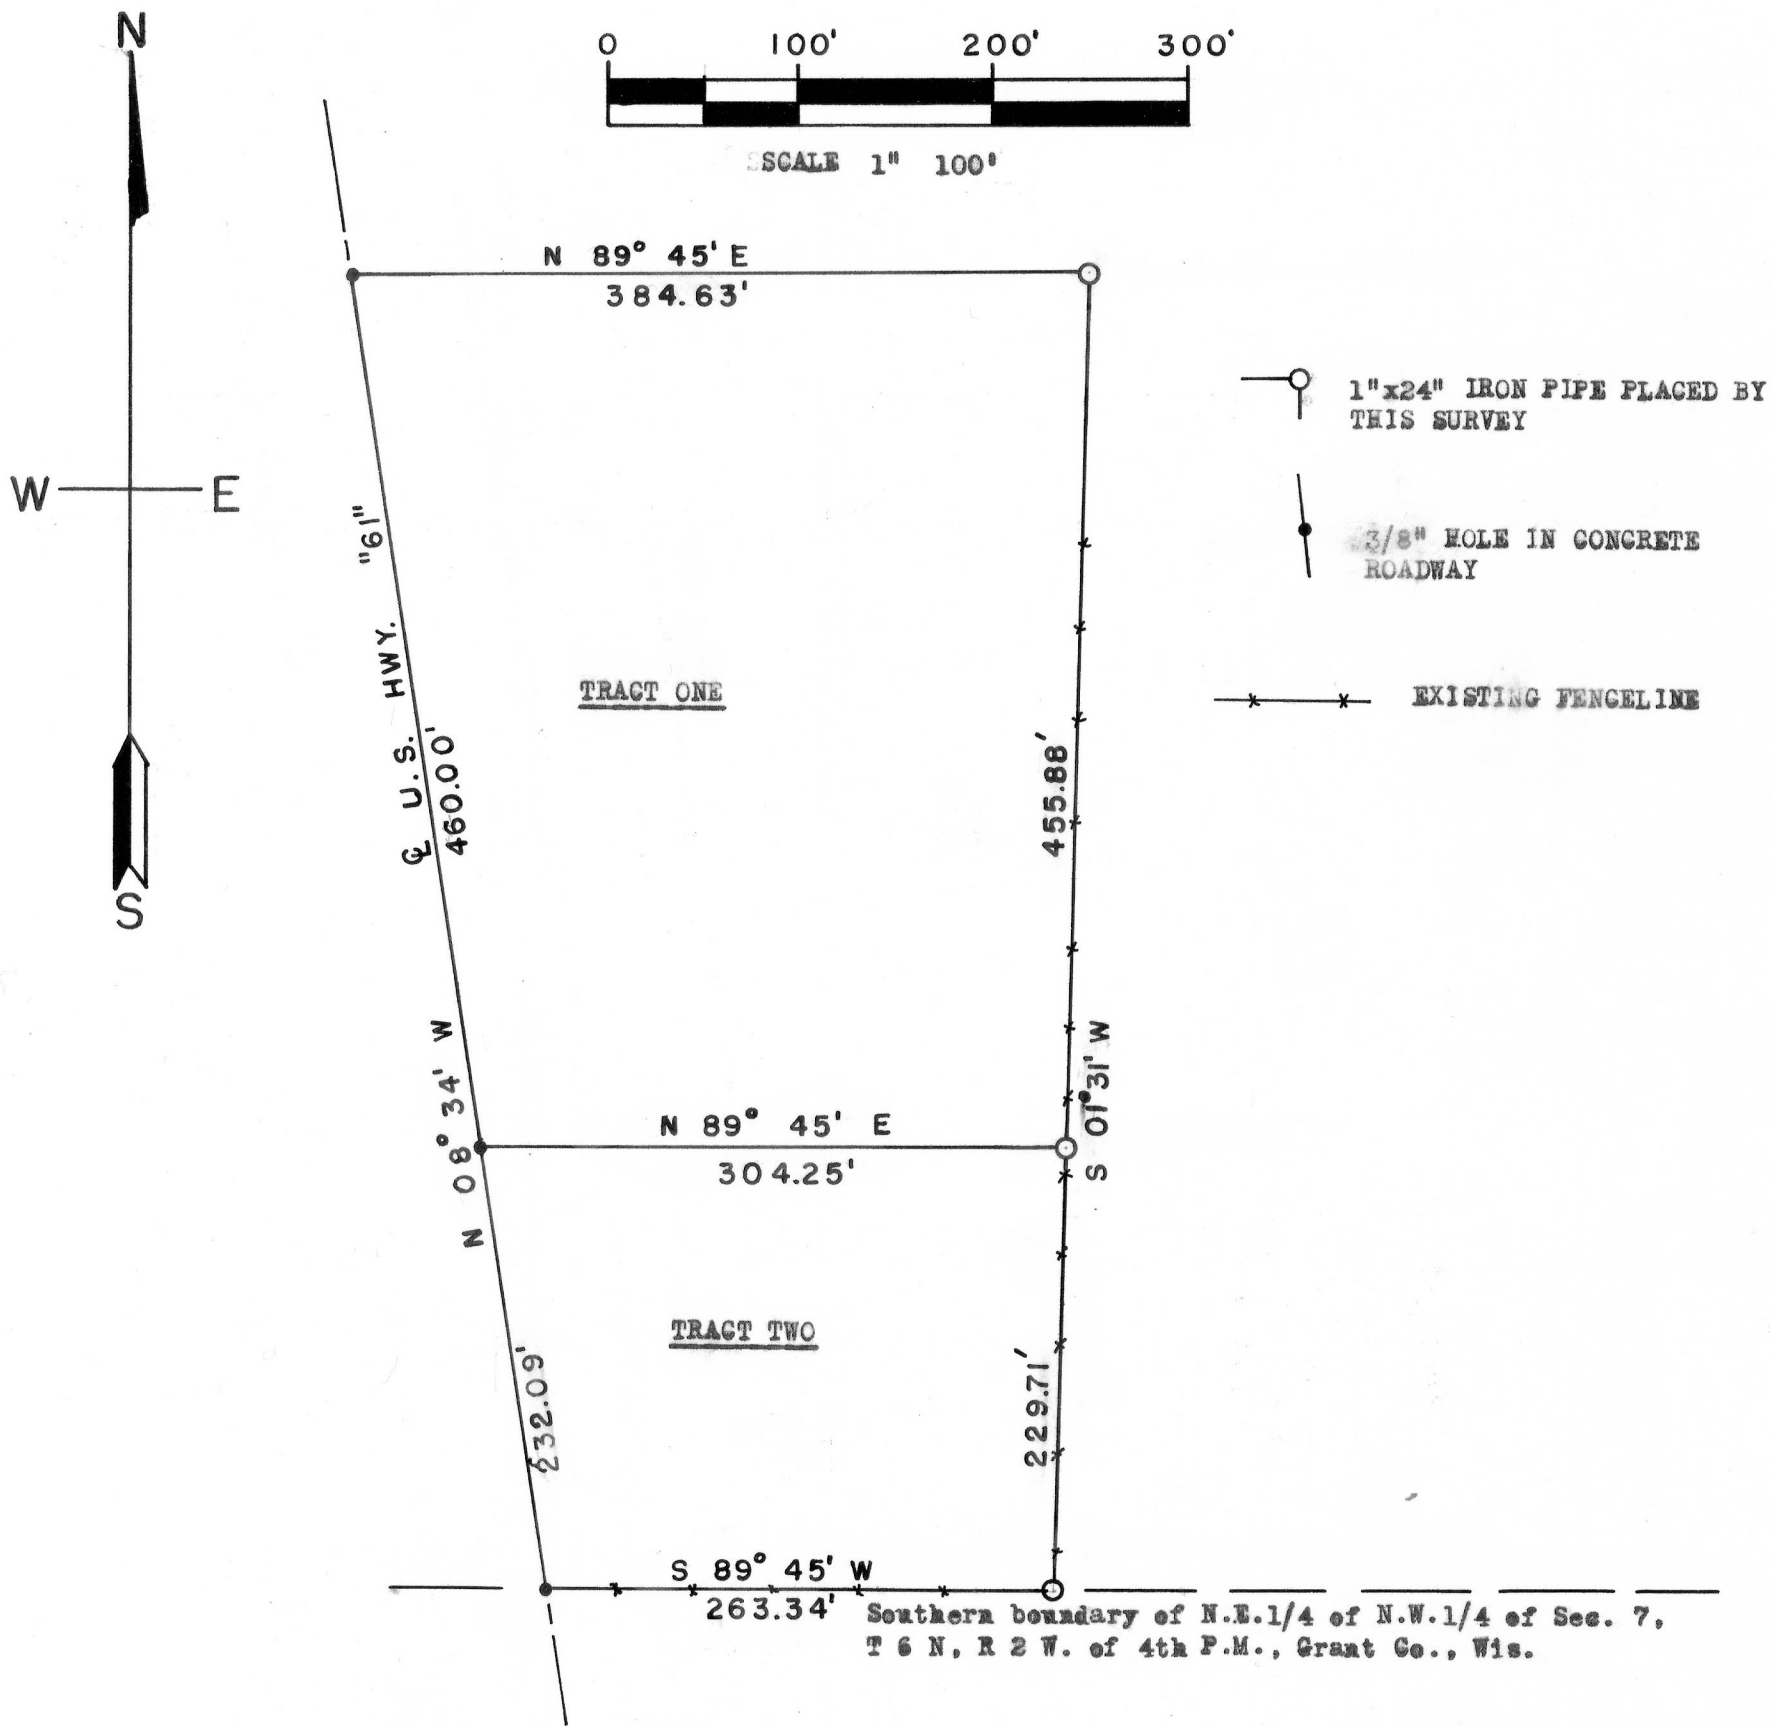 N
0 100' 200' 300'
SCALE 1" 100'
N 89° 45' E
384.63'
1"x24" IRON PIPE PLACED BY
THIS SURVEY
W E
3/8" HOLE IN CONCRETE
ROADWAY
EXISTING FENCELINE
TRACT ONE
℄ U.S. HWY. "61"
460.00'
455.88'
S
N 08° 34' W
S 01° 31' W
N 89° 45' E
304.25'
TRACT TWO
232.09'
229.71'
S 89° 45' W
263.34'
Southern boundary of N.E.1/4 of N.W.1/4 of Sec. 7,
T 6 N, R 2 W. of 4th P.M., Grant Co., Wis.